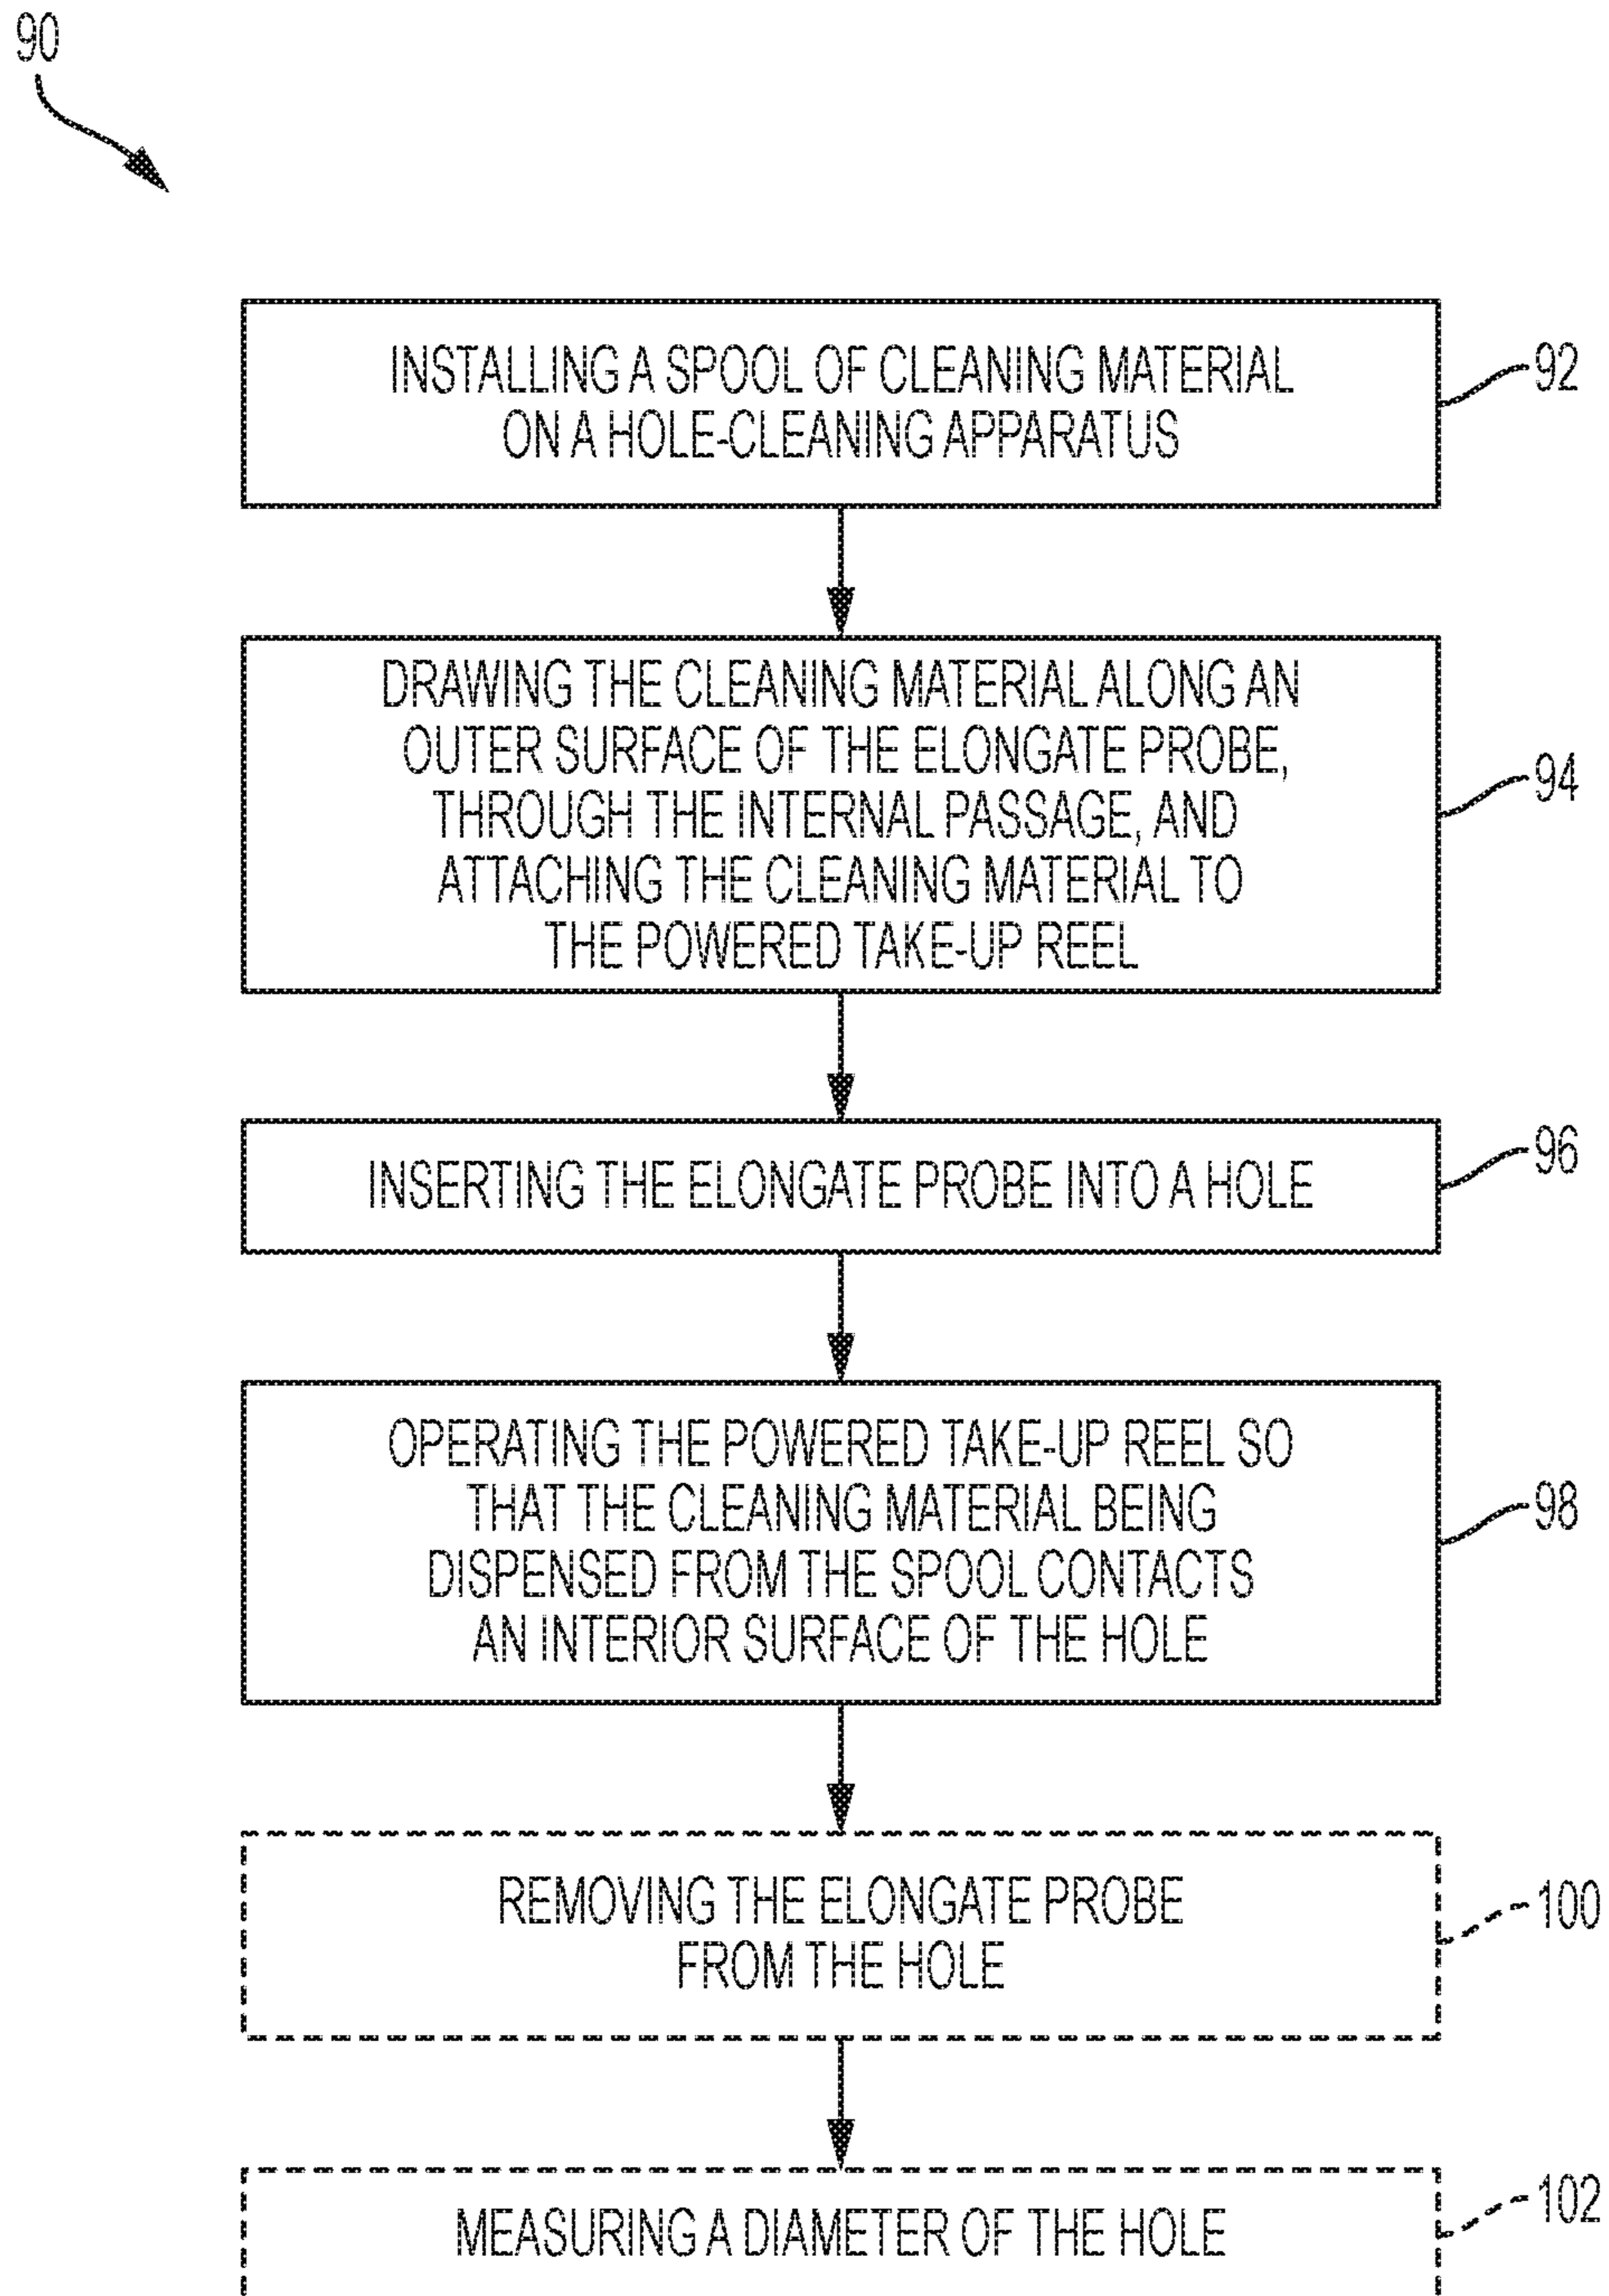 90
INSTALLING A SPOOL OF CLEANING MATERIAL
ON A HOLE-CLEANING APPARATUS
92
DRAWING THE CLEANING MATERIAL ALONG AN
OUTER SURFACE OF THE ELONGATE PROBE,
THROUGH THE INTERNAL PASSAGE, AND
ATTACHING THE CLEANING MATERIAL TO
THE POWERED TAKE-UP REEL
94
INSERTING THE ELONGATE PROBE INTO A HOLE
96
OPERATING THE POWERED TAKE-UP REEL SO
THAT THE CLEANING MATERIAL BEING
DISPENSED FROM THE SPOOL CONTACTS
AN INTERIOR SURFACE OF THE HOLE
98
REMOVING THE ELONGATE PROBE
FROM THE HOLE
100
MEASURING A DIAMETER OF THE HOLE
102